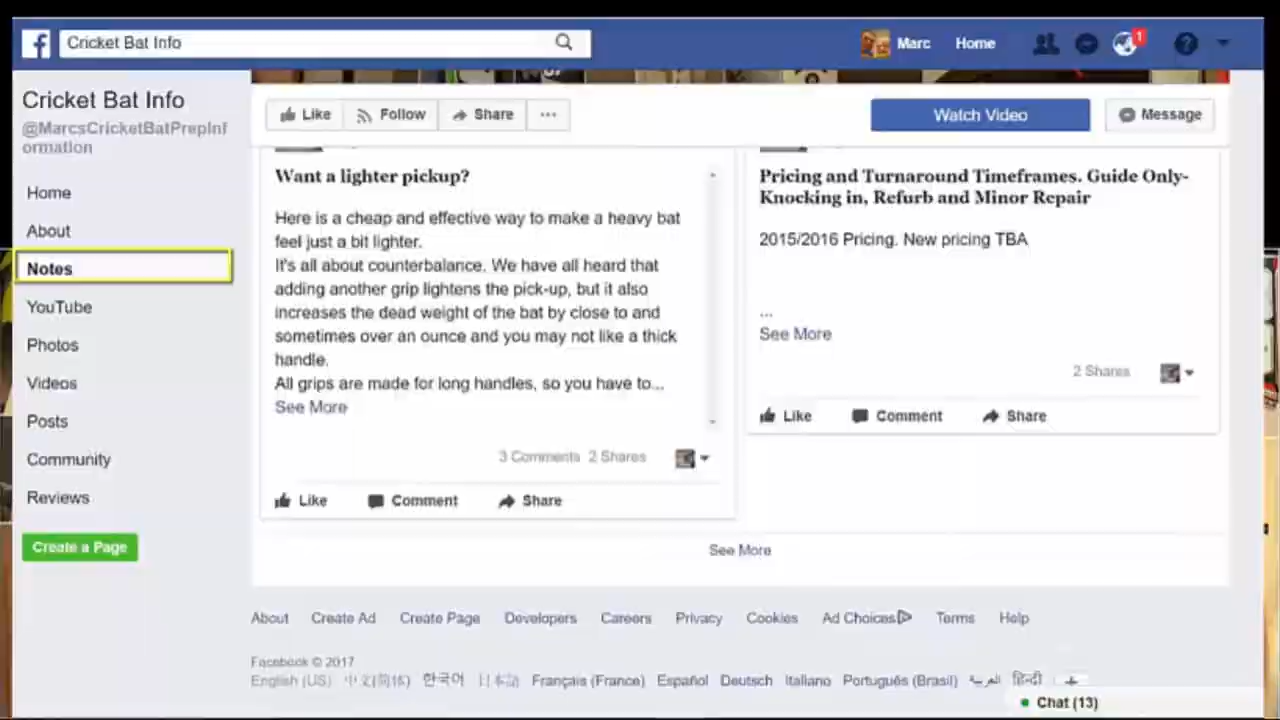 Cricket Bat Info
Marc
Home
1
Cricket Bat Info
@MarcsCricketBatPrepInf
ormation
Home
About
Notes
YouTube
Photos
Videos
Posts
Community
Reviews
Create a Page
Like
Follow
Share
...
Watch Video
Message
Want a lighter pickup?
Here is a cheap and effective way to make a heavy bat
feel just a bit lighter.
It's all about counterbalance. We have all heard that
adding another grip lightens the pick-up, but it also
increases the dead weight of the bat by close to and
sometimes over an ounce and you may not like a thick
handle.
All grips are made for long handles, so you have to...
See More
3 Comments 2 Shares
Like Comment Share
Pricing and Turnaround Timeframes. Guide Only-
Knocking in, Refurb and Minor Repair
2015/2016 Pricing. New pricing TBA
...
See More
2 Shares
Like Comment Share
See More
About Create Ad Create Page Developers Careers Privacy Cookies Ad Choices Terms Help
Facebook © 2017
English (US) 中文(简体) 한국어 日本語 Français (France) Español Deutsch Italiano Português (Brasil) العربية हिन्दी
Chat (13)